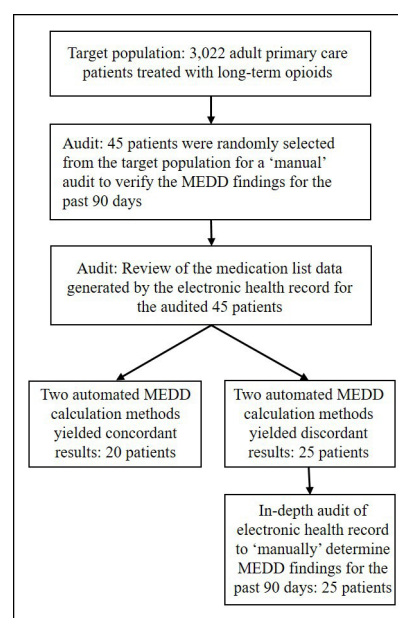 Target population: 3,022 adult primary care
patients treated with long-term opioids
Audit: 45 patients were randomly selected
from the target population for a ‘manual’
audit to verify the MEDD findings for the
past 90 days
Audit: Review of the medication list data
generated by the electronic health record for
the audited 45 patients
Two automated MEDD
calculation methods
yielded concordant
results: 20 patients
Two automated MEDD
calculation methods
yielded discordant
results: 25 patients
In-depth audit of
electronic health record
to ‘manually’ determine
MEDD findings for the
past 90 days: 25 patients